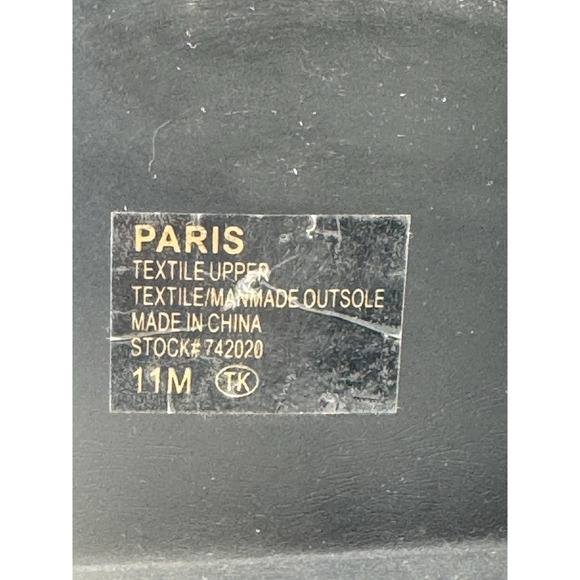 PARIS
TEXTILE UPPER
TEXTILE/MANMADE OUTSOLE
MADE IN CHINA
STOCK# 742020
11M TK